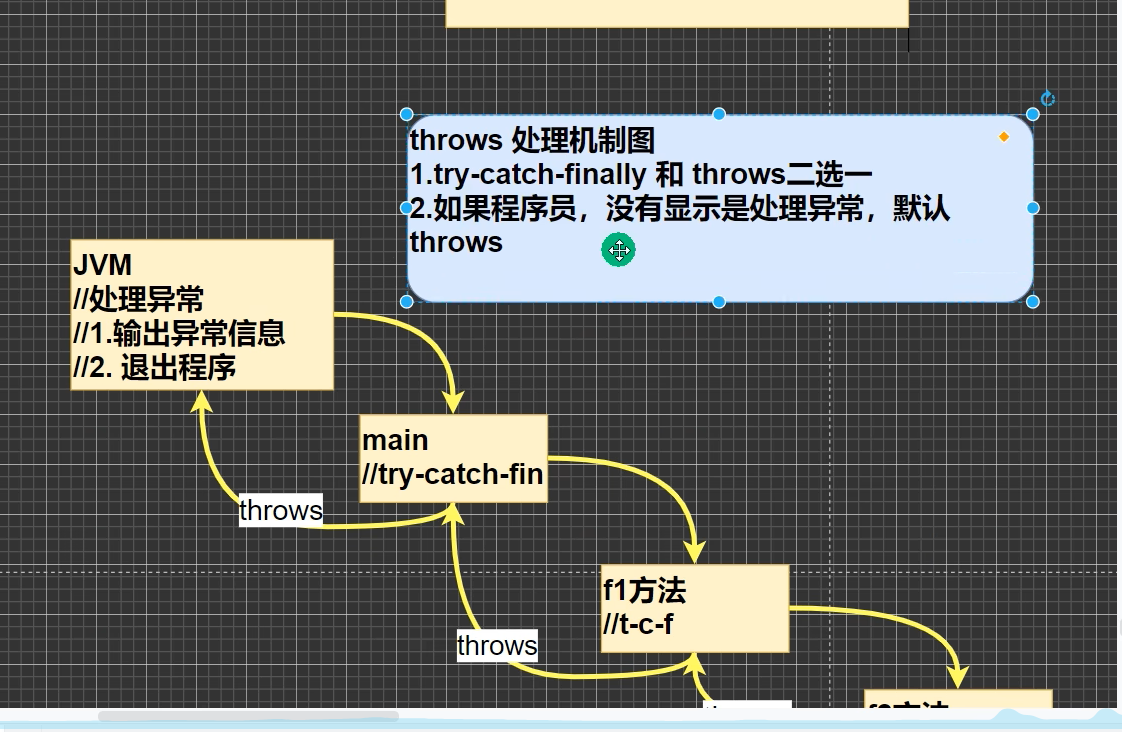 throws 处理机制图
1.try-catch-finally 和 throws二选一
2.如果程序员，没有显示是处理异常，默认
throws
JVM
//处理异常
//1.输出异常信息
//2. 退出程序
main
//try-catch-fin
throws
f1方法
//t-c-f
throws